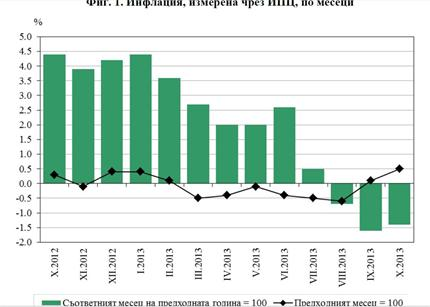 Фиг. 1. Инфлация, измерена чрез ИПЦ, по месеци
%
5.0
4.5
4.0
3.5
3.0
2.5
2.0
1.5
1.0
0.5
0.0
-0.5
-1.0
-1.5
-2.0
X.2012
XI.2012
XII.2012
I.2013
II.2013
III.2013
IV.2013
V.2013
VI.2013
VII.2013
VIII.2013
IX.2013
X.2013
Съответният месец на предходната година = 100
Предходният месец = 100